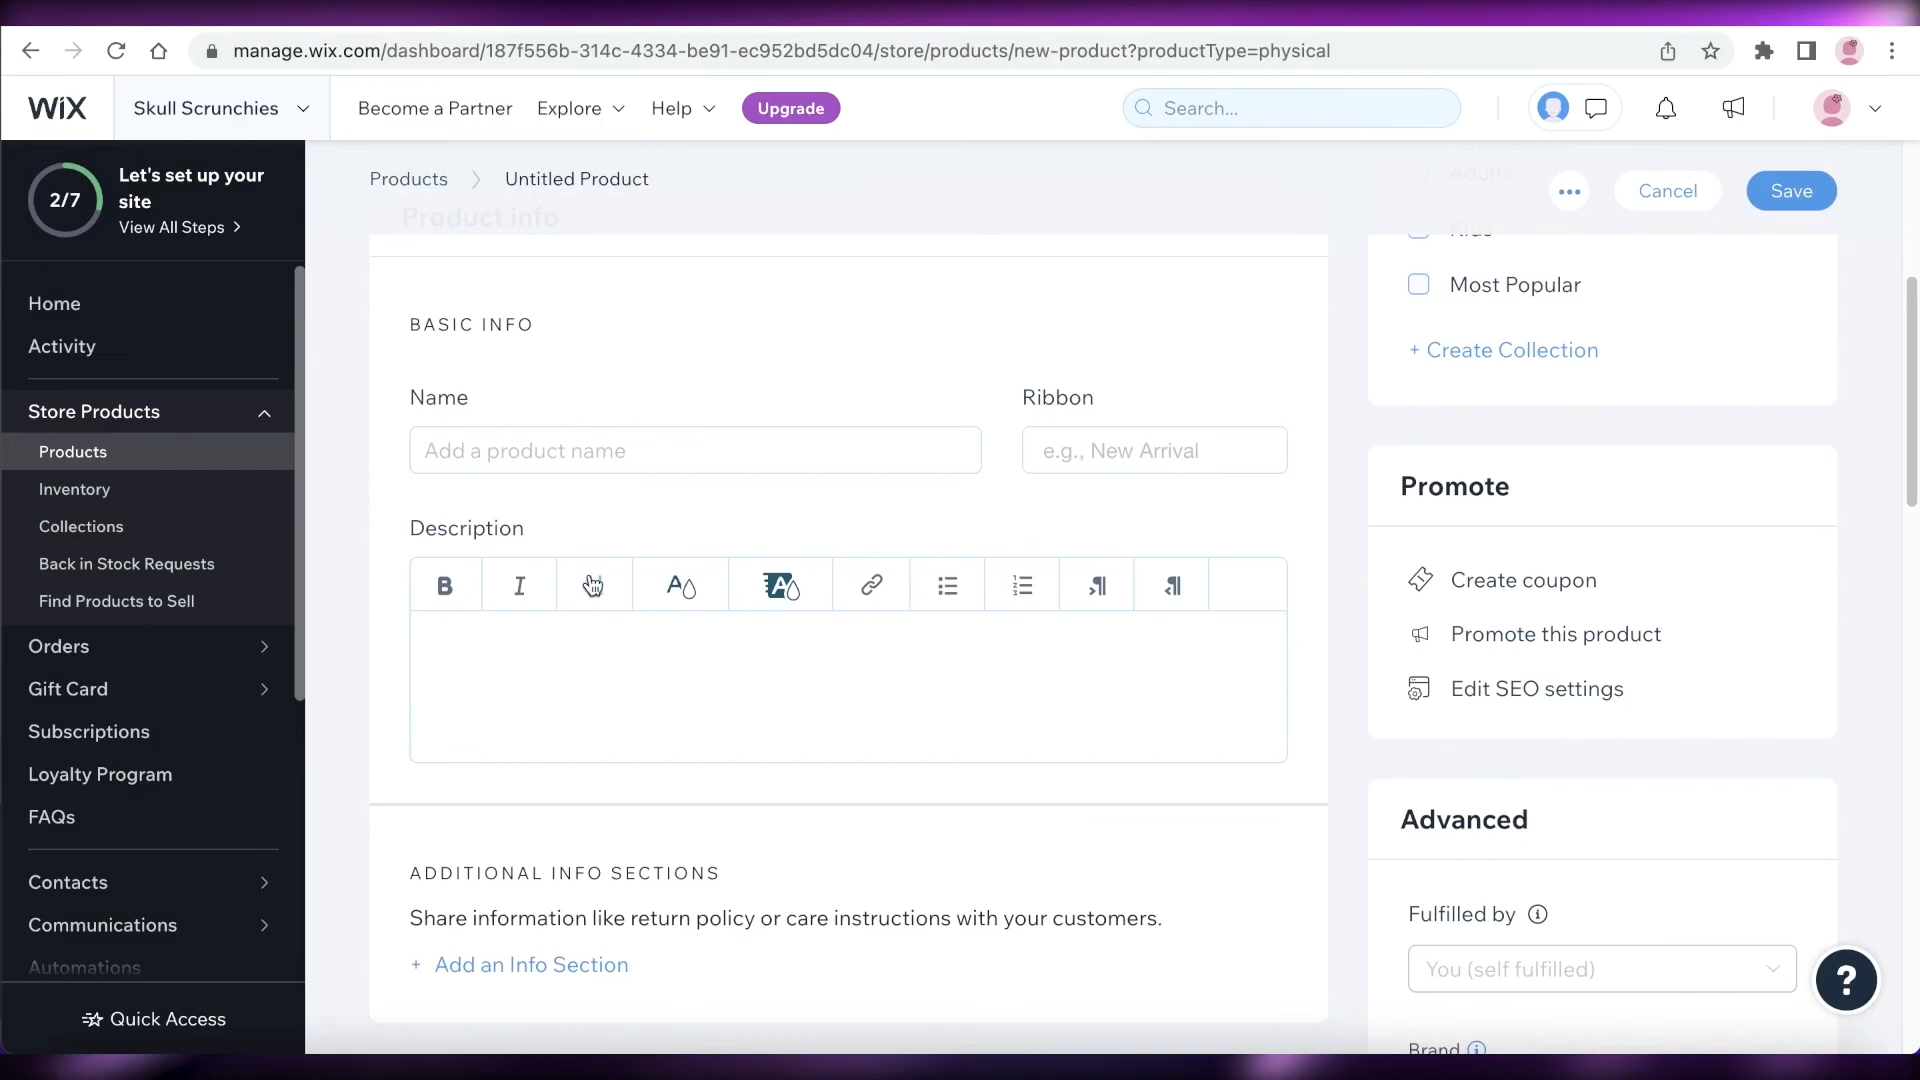 manage.wix.com/dashboard/187f556b-314c-4334-be91-ec952bd5dc04/store/products/new-product?productType=physical
WiX
Skull Scrunchies
Become a Partner
Explore
Help
Upgrade
Search...
2/7
Let's set up your
site
View All Steps
Home
Activity
Store Products
Products
Inventory
Collections
Back in Stock Requests
Find Products to Sell
Orders
Gift Card
Subscriptions
Loyalty Program
FAQs
Contacts
Communications
Automations
Quick Access
Products
Untitled Product
Cancel
Save
Product info
BASIC INFO
Name
Ribbon
Add a product name
e.g., New Arrival
Description
B
I
ADDITIONAL INFO SECTIONS
Share information like return policy or care instructions with your customers.
+ Add an Info Section
Adults
Kids
Most Popular
+ Create Collection
Promote
Create coupon
Promote this product
Edit SEO settings
Advanced
Fulfilled by
You (self fulfilled)
Brand
?